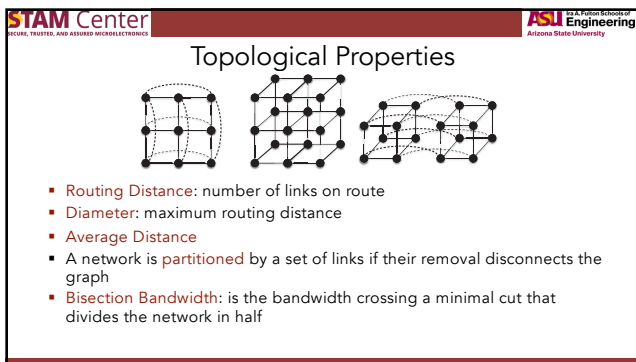 STAM Center
SECURE, TRUSTED, AND ASSURED MICROELECTRONICS
ASU Ira A. Fulton Schools of
Engineering
Arizona State University
Topological Properties
▪ Routing Distance: number of links on route
▪ Diameter: maximum routing distance
▪ Average Distance
▪ A network is partitioned by a set of links if their removal disconnects the
graph
▪ Bisection Bandwidth: is the bandwidth crossing a minimal cut that
divides the network in half